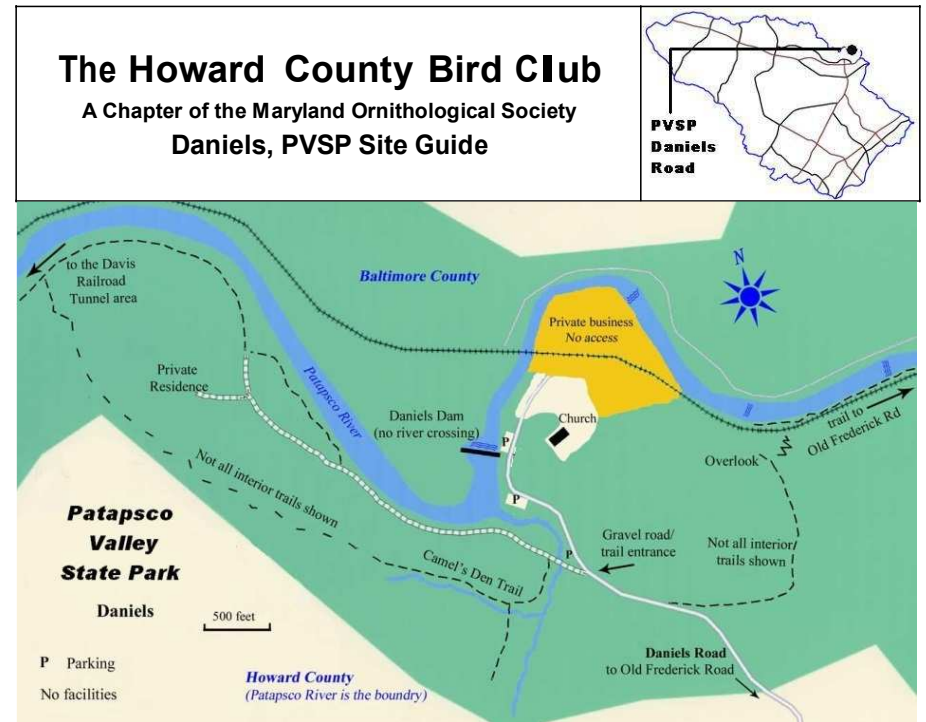 The Howard County Bird Club
A Chapter of the Maryland Ornithological Society
Daniels, PVSP Site Guide
PVSP
Daniels
Road
to the Davis
Railroad
Tunnel area
Baltimore County
N
Private business
No access
Private
Residence
Patapsco River
Daniels Dam
(no river crossing)
P
Church
trail to
Old Frederick Rd
Overlook
Not all interior trails shown
P
Patapsco
Valley
State Park
Daniels
500 feet
Camel's Den Trail
P
Gravel road/
trail entrance
Not all interior/
trails shown
P Parking
No facilities
Howard County
(Patapsco River is the boundry)
Daniels Road
to Old Frederick Road